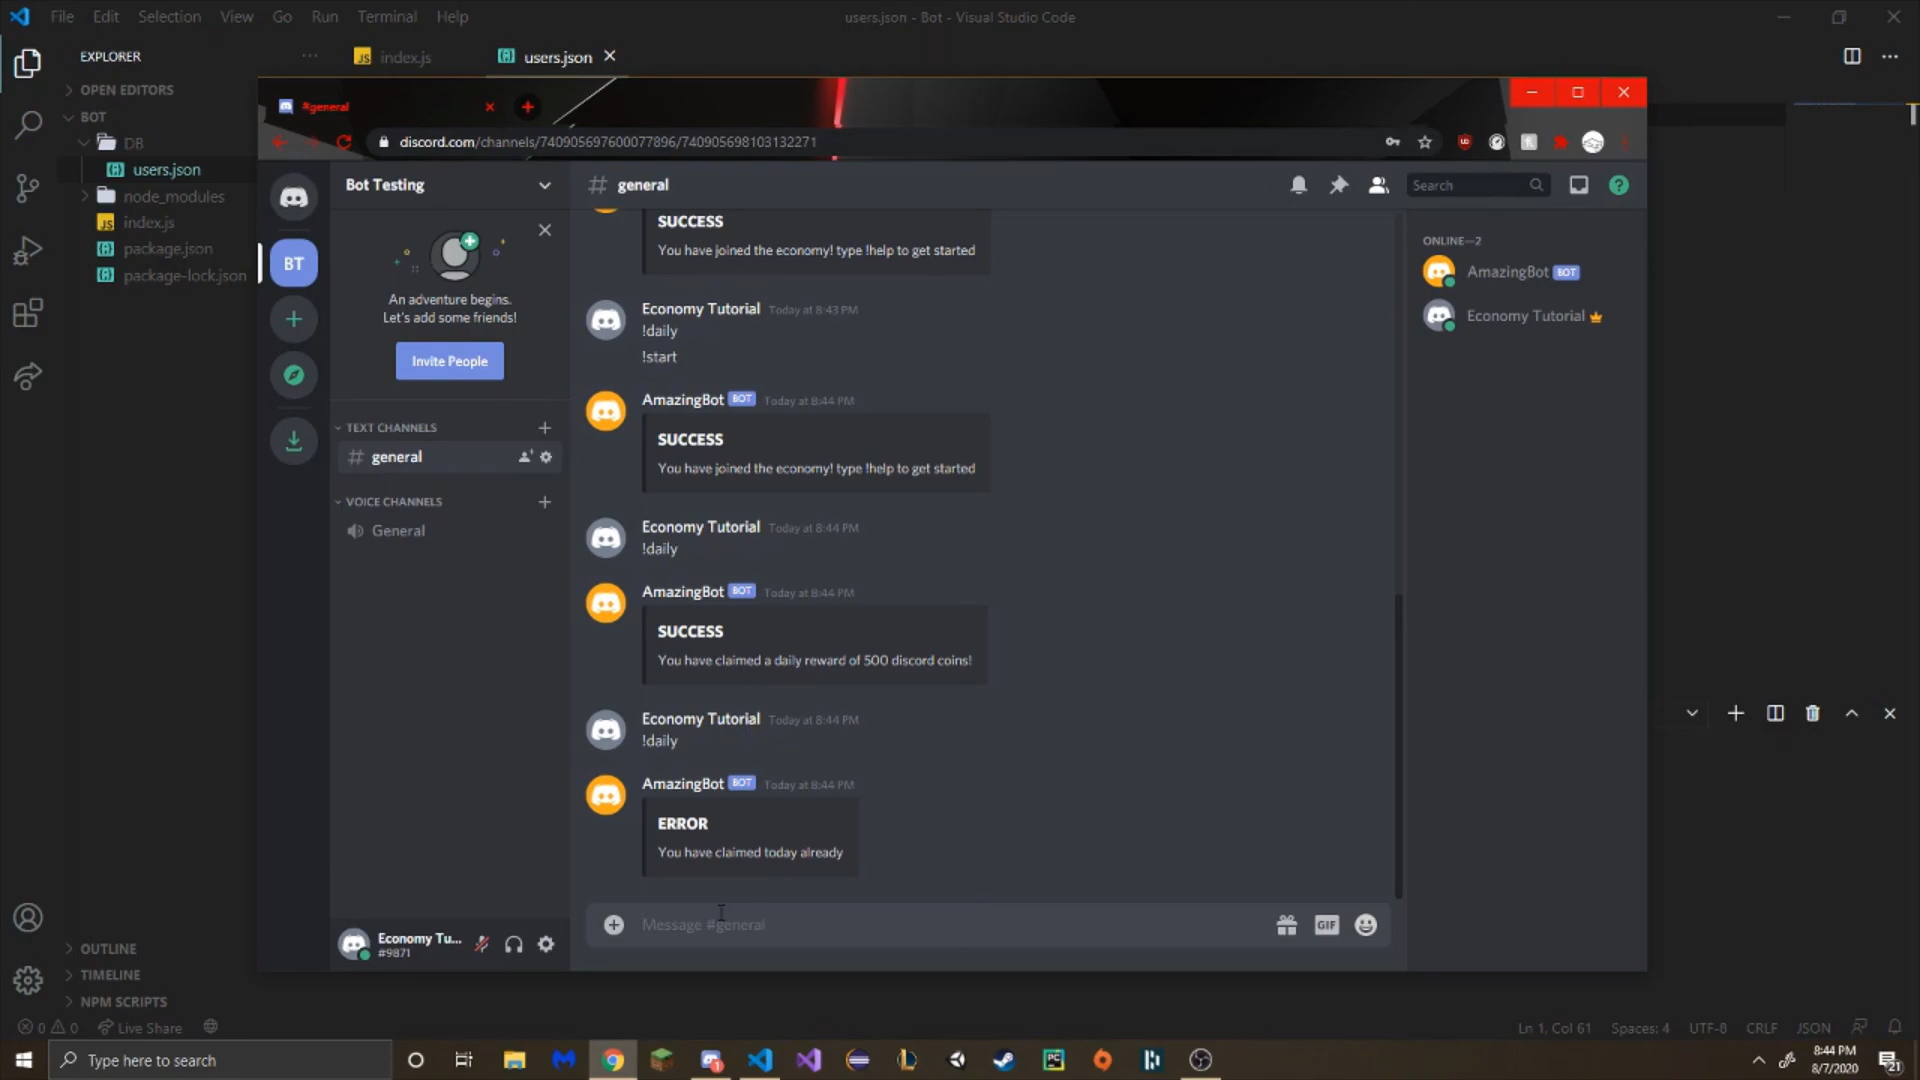 File Edit Selection View Go Run Terminal Help
users.json - Bot - Visual Studio Code
EXPLORER
index.js
users.json
OPEN EDITORS
BOT
DB
users.json
node_modules
index.js
package.json
package-lock.json
#general
discord.com/channels/740905697600077896/740905698103132271
Bot Testing
general
Search
BT
An adventure begins.
Let's add some friends!
Invite People
TEXT CHANNELS
general
VOICE CHANNELS
General
Economy Tu...
#9871
SUCCESS
You have joined the economy! type !help to get started
Economy Tutorial Today at 8:43 PM
!daily
!start
AmazingBot BOT Today at 8:44 PM
SUCCESS
You have joined the economy! type !help to get started
Economy Tutorial Today at 8:44 PM
!daily
AmazingBot BOT Today at 8:44 PM
SUCCESS
You have claimed a daily reward of 500 discord coins!
Economy Tutorial Today at 8:44 PM
!daily
AmazingBot BOT Today at 8:44 PM
ERROR
You have claimed today already
Message #general
GIF
ONLINE—2
AmazingBot BOT
Economy Tutorial
OUTLINE
TIMELINE
NPM SCRIPTS
0 0 Live Share
Ln 1, Col 61 Spaces: 4 UTF-8 CRLF JSON
Type here to search
8:44 PM
8/7/2020
21